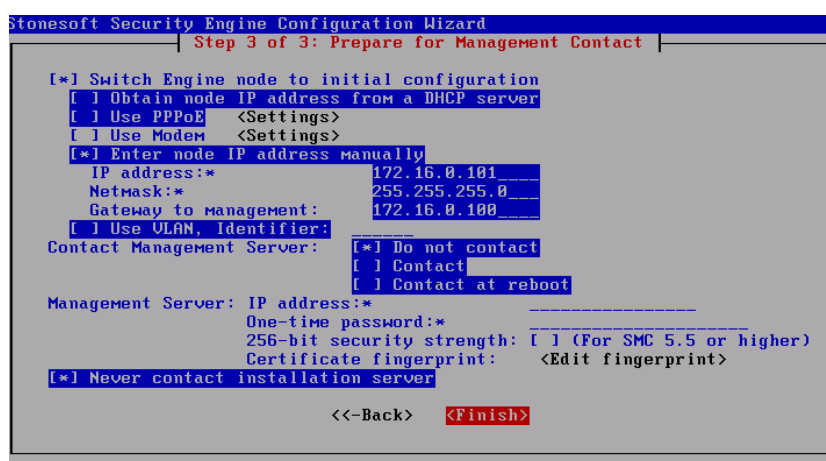 Stonesoft Security Engine Configuration Wizard
Step 3 of 3: Prepare for Management Contact
[*] Switch Engine node to initial configuration
[ ] Obtain node IP address from a DHCP server
[ ] Use PPPoE <Settings>
[ ] Use Modem <Settings>
[*] Enter node IP address manually
IP address:* 172.16.0.101____
Netmask:* 255.255.255.0___
Gateway to management: 172.16.0.100____
[ ] Use VLAN, Identifier: ______
Contact Management Server: [*] Do not contact
[ ] Contact
[ ] Contact at reboot
Management Server: IP address:* ________________
One-time password:* _____________________
256-bit security strength: [ ] (For SMC 5.5 or higher)
Certificate fingerprint: <Edit fingerprint>
[*] Never contact installation server
<<-Back> <Finish>